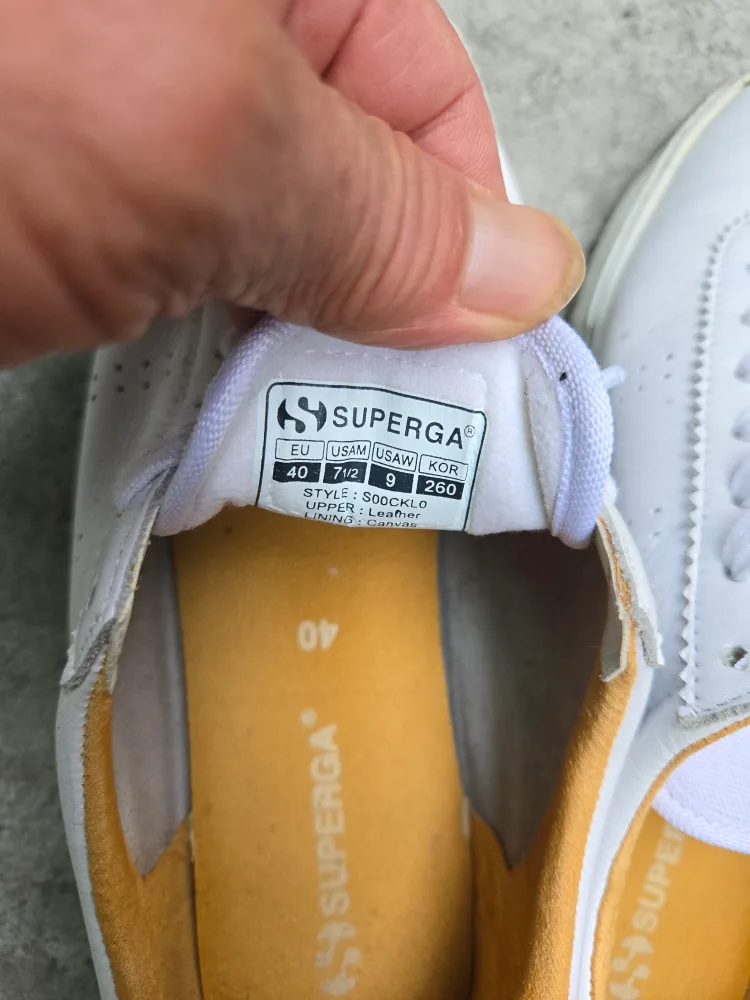 SUPERGA®
EU USAM USAW KOR
40 7 1/2 9 260
STYLE : S00CKL0
UPPER : Leather
LINING : Canvas
40
SUPERGA®
SUPER